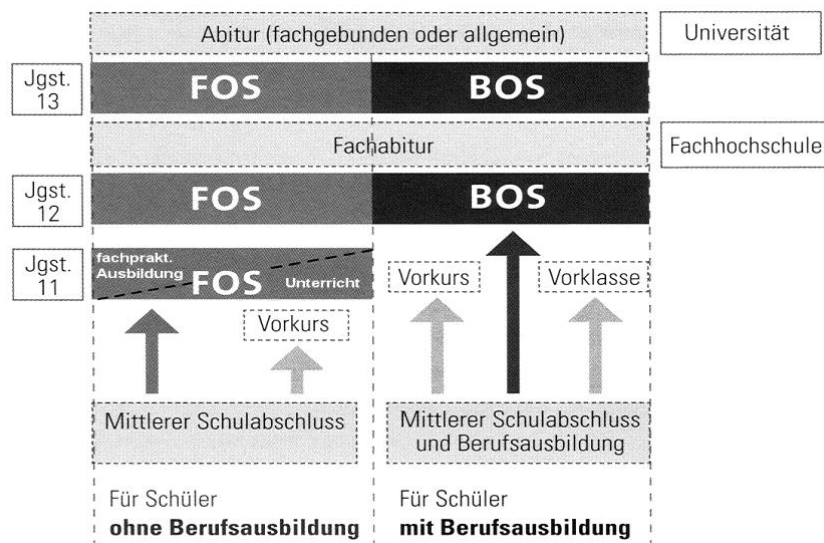 Abitur (fachgebunden oder allgemein)
Universität
Jgst.
13
FOS
BOS
Fachabitur
Fachhochschule
Jgst.
12
FOS
BOS
Jgst.
11
fachprakt.
Ausbildung
FOS
Unterricht
Vorkurs
Vorkurs
Vorklasse
Mittlerer Schulabschluss
Mittlerer Schulabschluss
und Berufsausbildung
Für Schüler
ohne Berufsausbildung
Für Schüler
mit Berufsausbildung